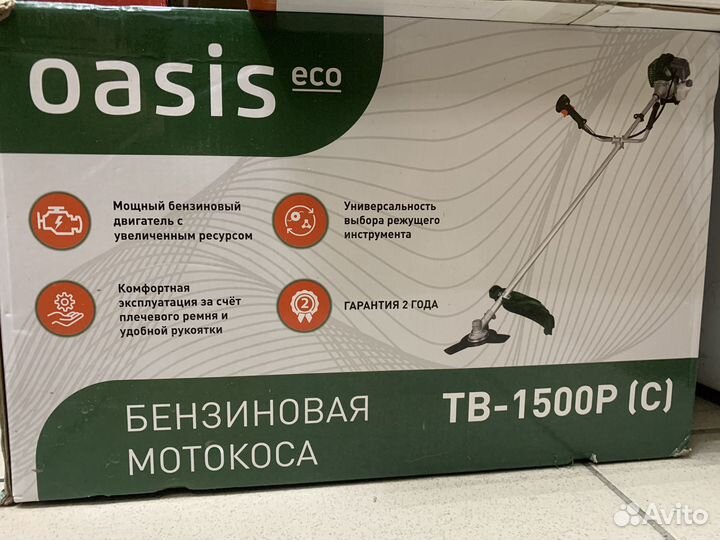 oasis eco
Мощный бензиновый
двигатель с
увеличенным ресурсом
Универсальность
выбора режущего
инструмента
Комфортная
эксплуатация за счёт
плечевого ремня и
удобной рукоятки
2
ГАРАНТИЯ 2 ГОДА
БЕНЗИНОВАЯ
МОТОКОСА
TB-1500P (C)
Avito